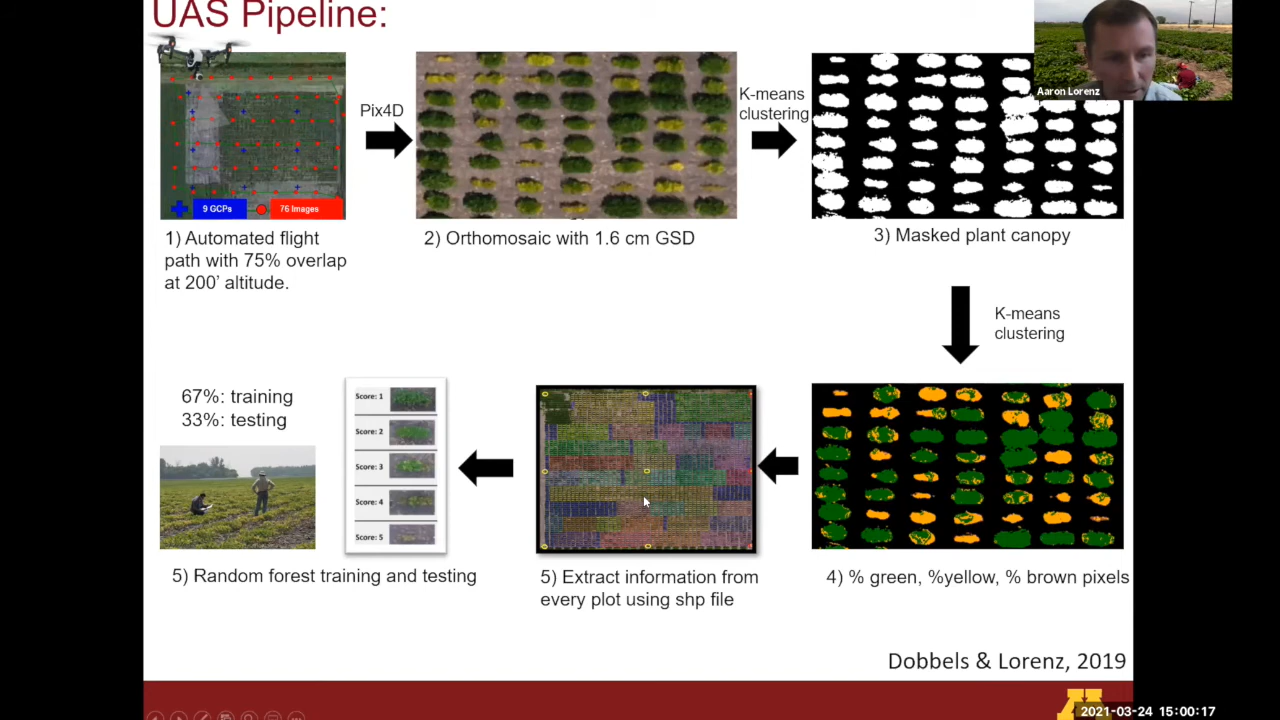 UAS Pipeline:
Aaron Lorenz
Pix4D
K-means
clustering
9 GCPs
76 Images
1) Automated flight
path with 75% overlap
at 200' altitude.
2) Orthomosaic with 1.6 cm GSD
3) Masked plant canopy
K-means
clustering
67%: training
33%: testing
Score: 1
Score: 2
Score: 3
Score: 4
Score: 5
5) Random forest training and testing
5) Extract information from
every plot using shp file
4) % green, %yellow, % brown pixels
Dobbels & Lorenz, 2019
2021-03-24 15:00:17